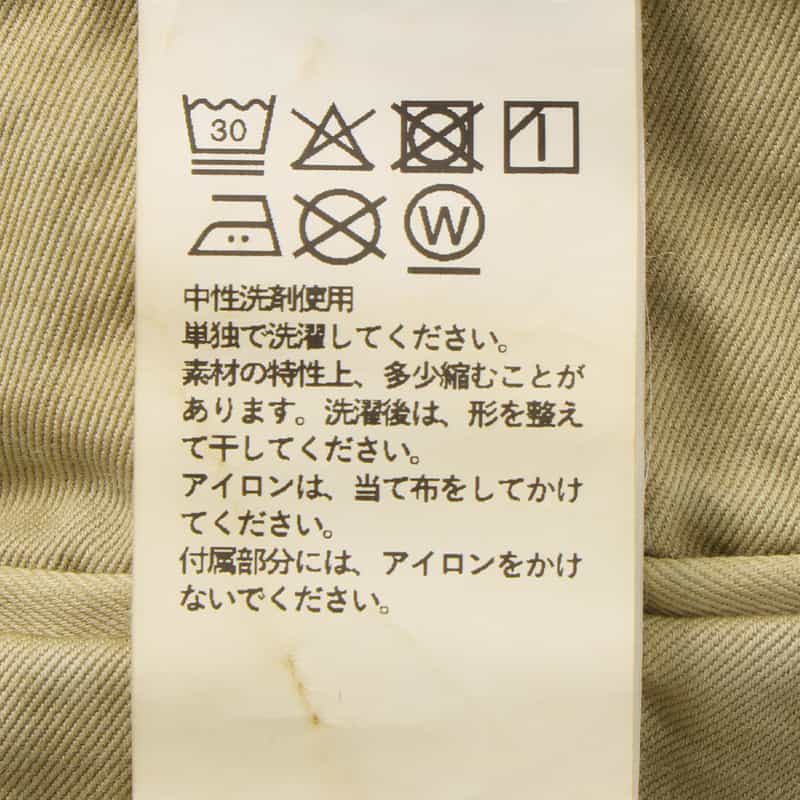 30
W
中性洗剤使用
単独で洗濯してください。
素材の特性上、多少縮むことが
あります。洗濯後は、形を整え
て干してください。
アイロンは、当て布をしてかけ
てください。
付属部分には、アイロンをかけ
ないでください。